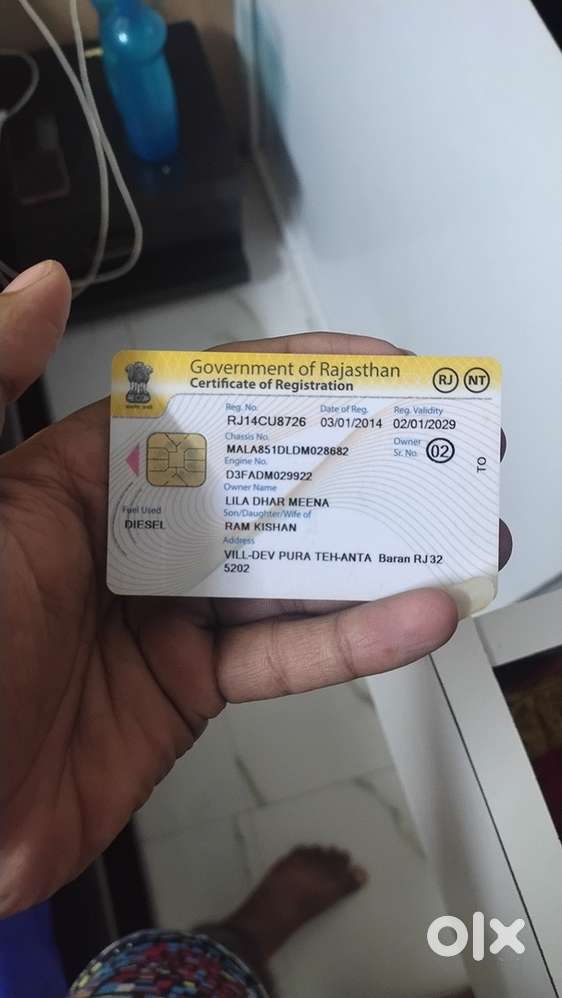 Government of Rajasthan
Certificate of Registration
RJ NT
Reg. No. Date of Reg. Reg. Validity
RJ14CU8726 03/01/2014 02/01/2029
Chassis No. Owner
MALA851DLDM028682 Sr. No. 02
Engine No.
D3FADM029922
TO
Owner Name
LILA DHAR MEENA
Son/Daughter/Wife of
Fuel Used
DIESEL
RAM KISHAN
Address
VILL-DEV PURA TEH-ANTA Baran RJ 32
5202
olx